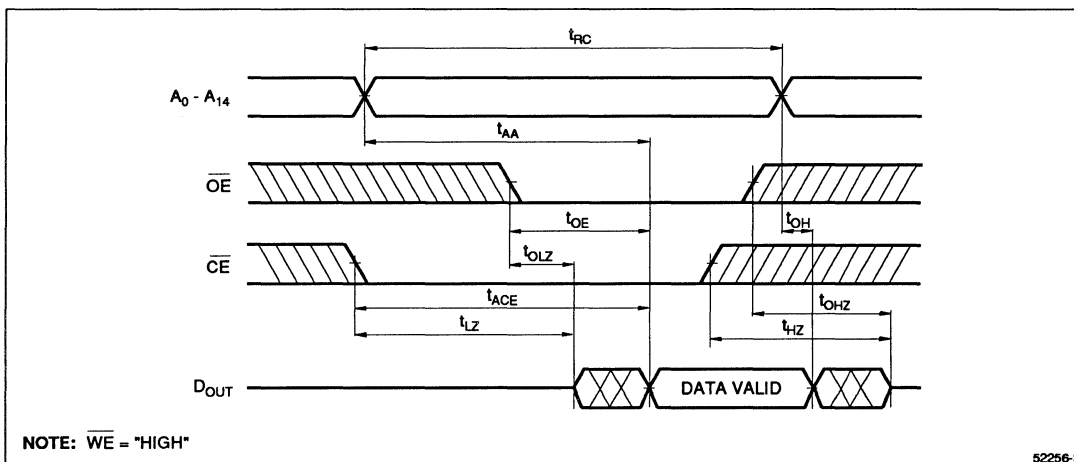 tRC
A0 - A14
tAA
OE
tOE
tOH
tOLZ
CE
tACE
tOHZ
tLZ
tHZ
DOUT
DATA VALID
NOTE: WE = "HIGH"